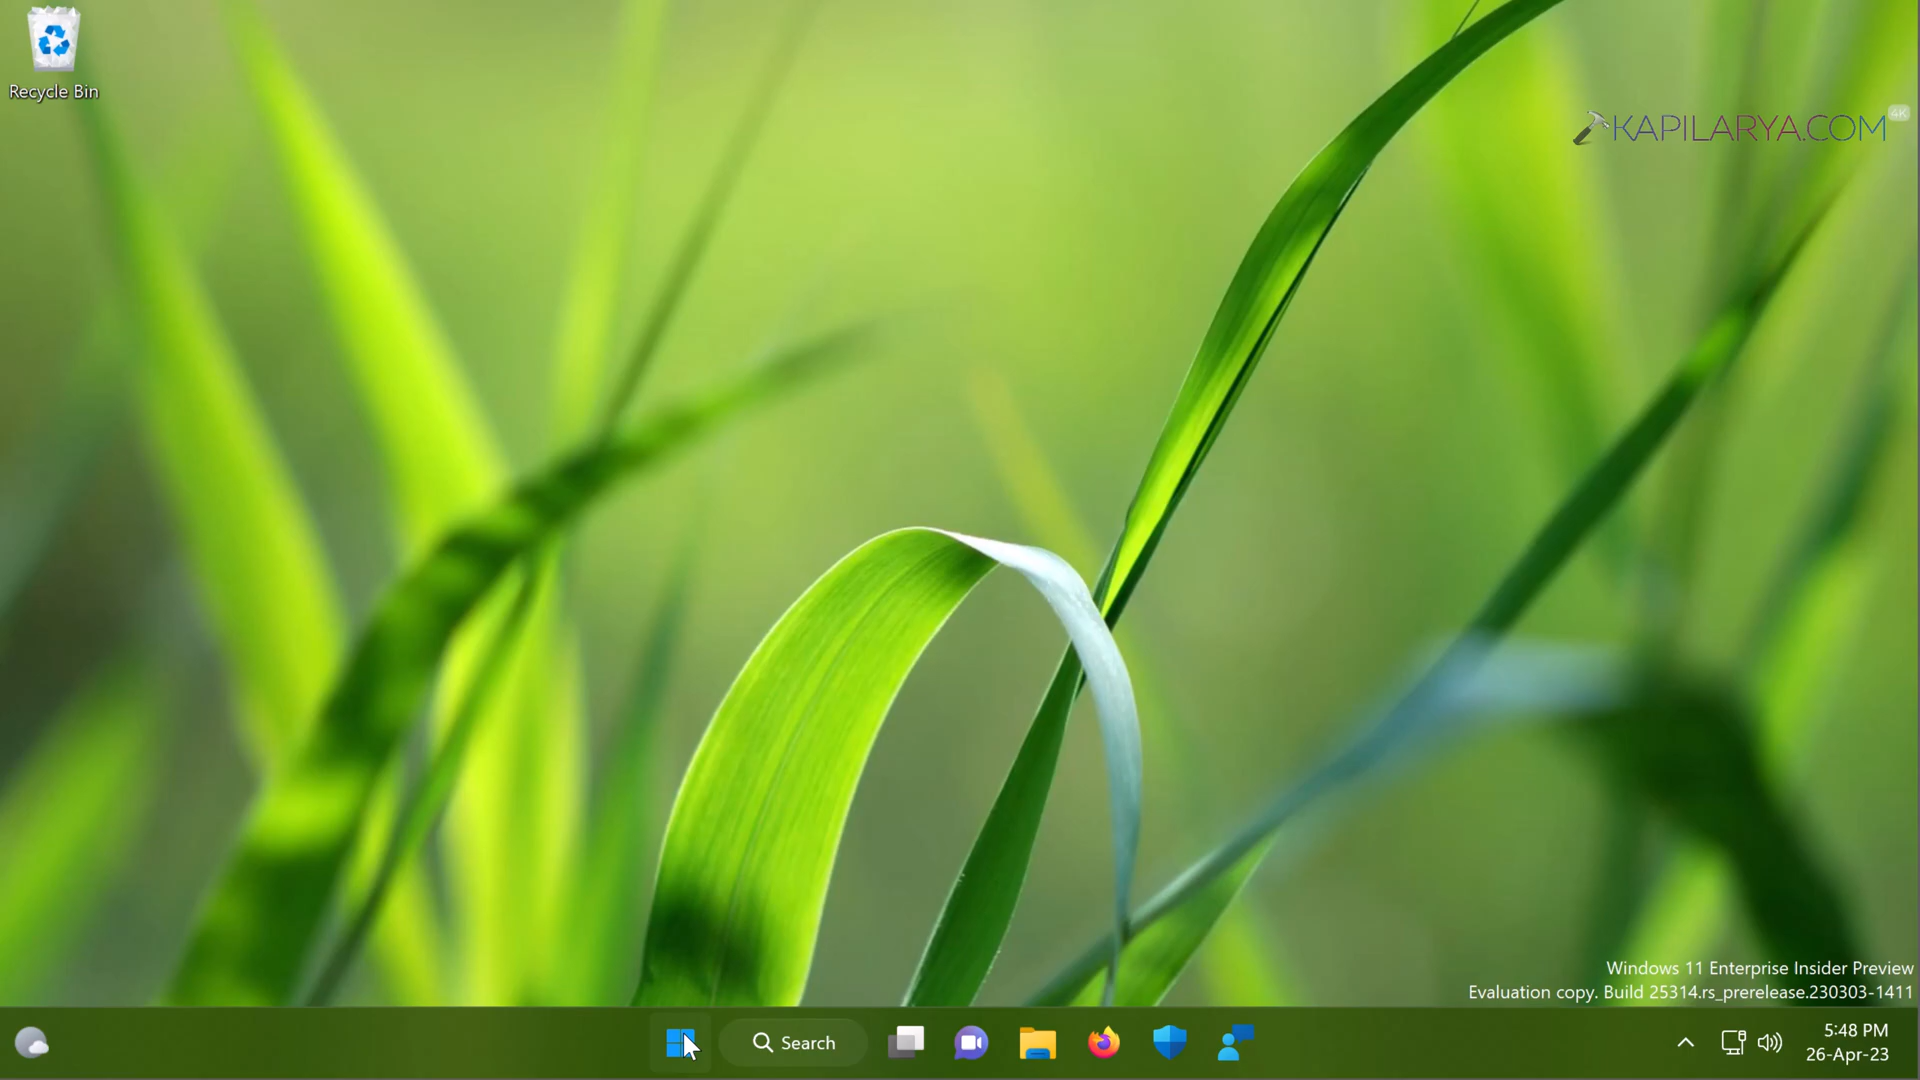 Recycle Bin
KAPILARYA.COM
4K
Windows 11 Enterprise Insider Preview
Evaluation copy. Build 25314.rs_prerelease.230303-1411
Search
5:48 PM
26-Apr-23